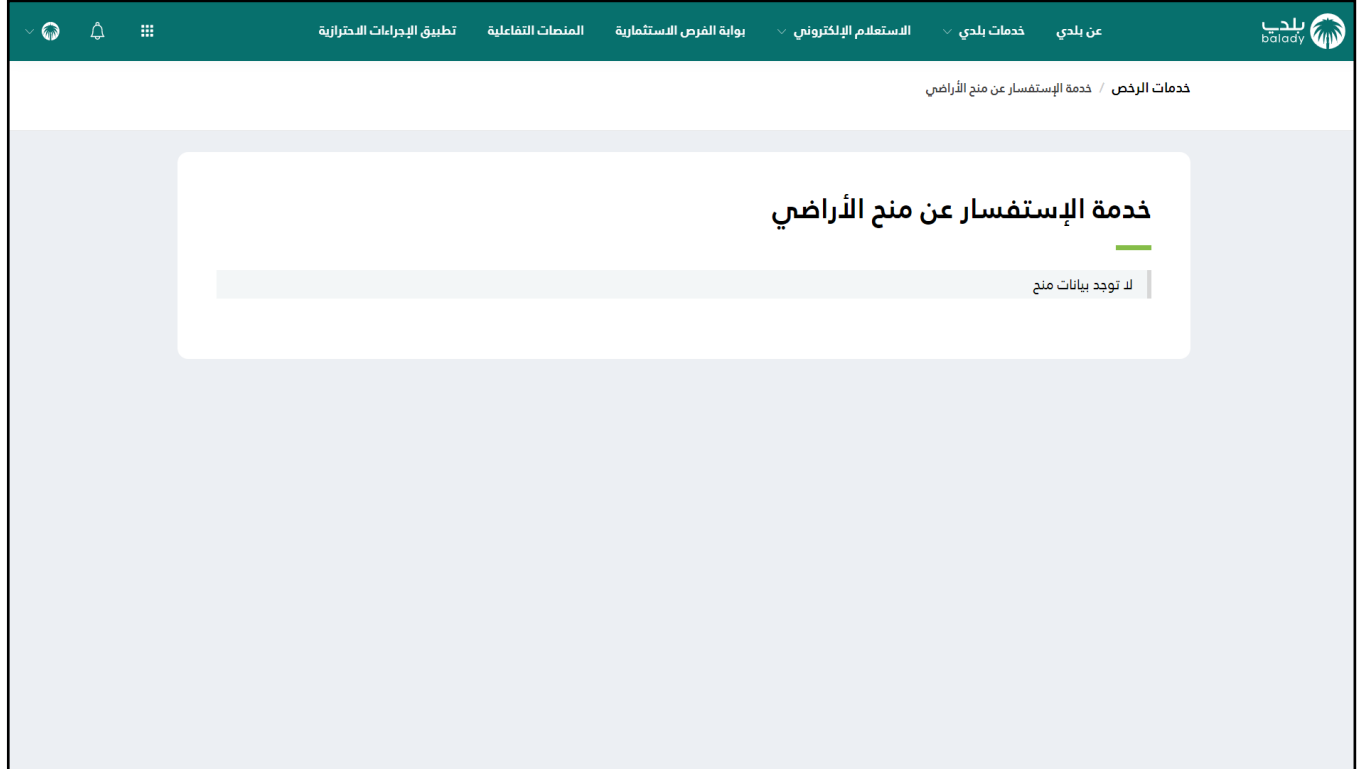 بلدي
balady
عن بلدي
خدمات بلدي
الاستعلام الإلكتروني
بوابة الفرص الاستثمارية
المنصات التفاعلية
تطبيق الإجراءات الاحترازية
خدمات الرخص / خدمة الإستفسار عن منح الأراضي
خدمة الإستفسار عن منح الأراضي
لا توجد بيانات منح